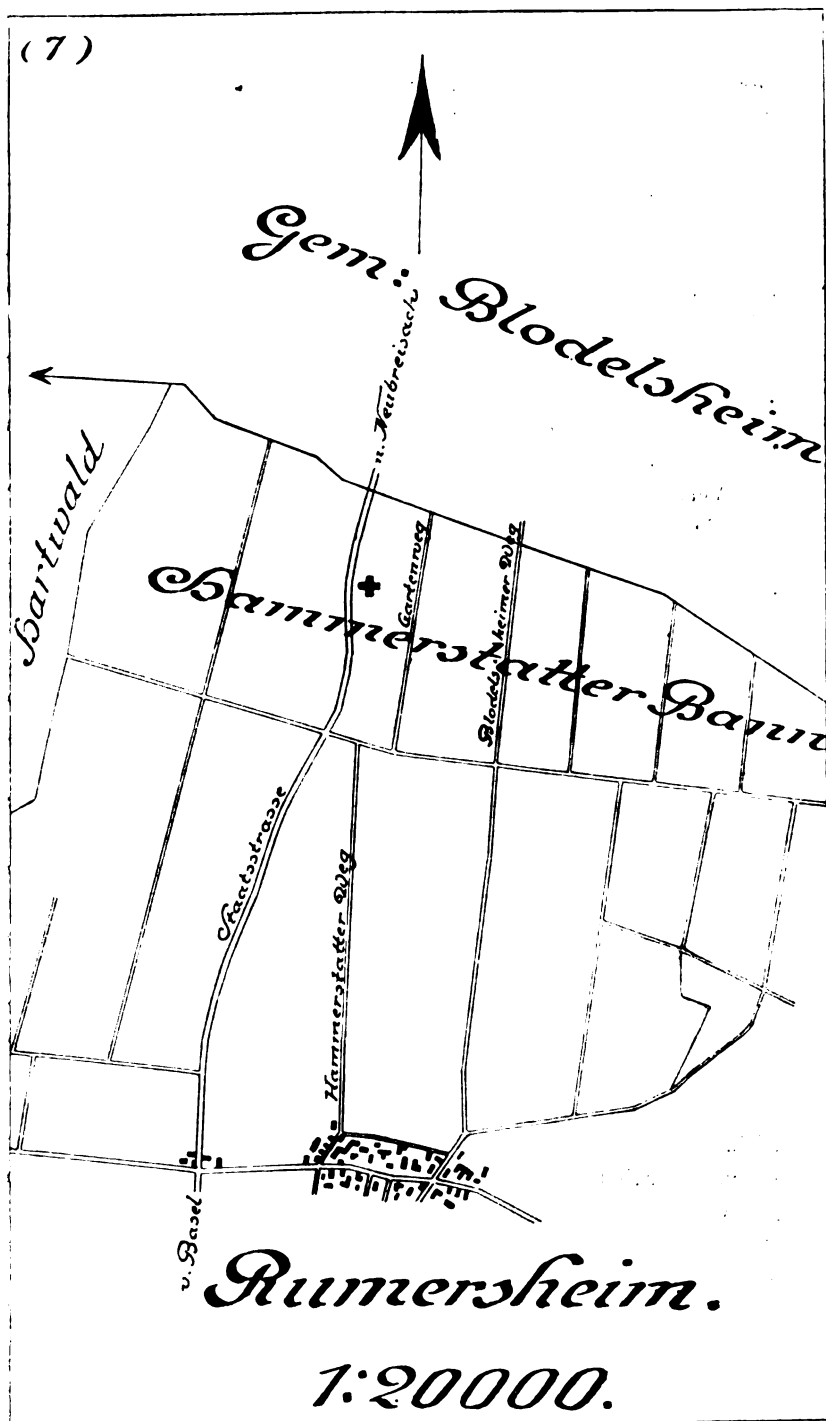 (7)
Gem: Blodelsheim
n. Neubreisach
Hartwald
Hammerstatter Bann
Gartenweg
Blodelsheimer Weg
Staatsstrasse
Hammerstatter Weg
v. Basel
Rumersheim.
1:20000.